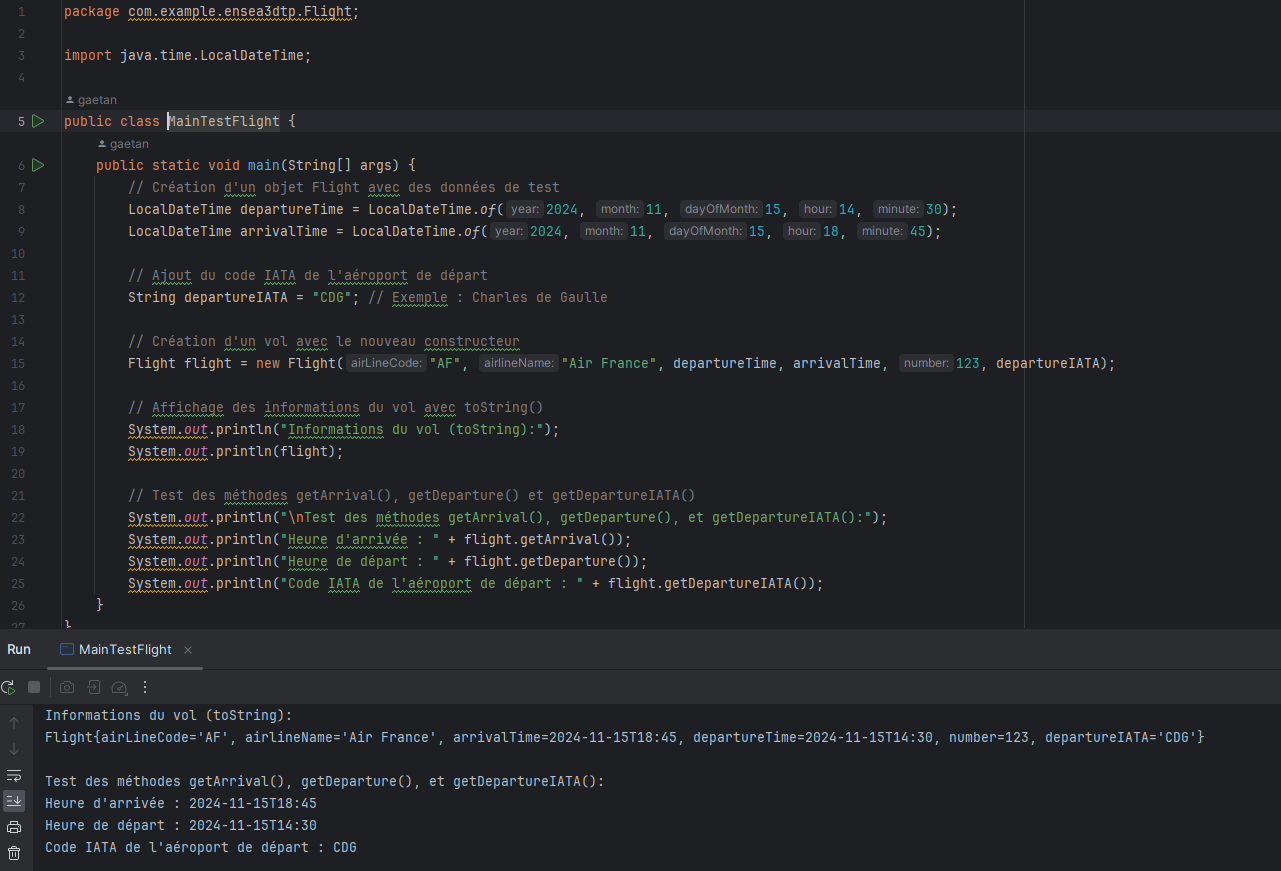 1 package com.example.ensea3dtp.Flight;
2
3 import java.time.LocalDateTime;
4
gaetan
5 public class MainTestFlight {
gaetan
6 public static void main(String[] args) {
7 // Création d'un objet Flight avec des données de test
8 LocalDateTime departureTime = LocalDateTime.of( year: 2024, month: 11, dayOfMonth: 15, hour: 14, minute: 30);
9 LocalDateTime arrivalTime = LocalDateTime.of( year: 2024, month: 11, dayOfMonth: 15, hour: 18, minute: 45);
10
11 // Ajout du code IATA de l'aéroport de départ
12 String departureIATA = "CDG"; // Exemple : Charles de Gaulle
13
14 // Création d'un vol avec le nouveau constructeur
15 Flight flight = new Flight( airLineCode: "AF", airlineName: "Air France", departureTime, arrivalTime, number: 123, departureIATA);
16
17 // Affichage des informations du vol avec toString()
18 System.out.println("Informations du vol (toString):");
19 System.out.println(flight);
20
21 // Test des méthodes getArrival(), getDeparture() et getDepartureIATA()
22 System.out.println("\nTest des méthodes getArrival(), getDeparture(), et getDepartureIATA():");
23 System.out.println("Heure d'arrivée : " + flight.getArrival());
24 System.out.println("Heure de départ : " + flight.getDeparture());
25 System.out.println("Code IATA de l'aéroport de départ : " + flight.getDepartureIATA());
26 }
27 }
Run MainTestFlight ×
Informations du vol (toString):
Flight{airLineCode='AF', airlineName='Air France', arrivalTime=2024-11-15T18:45, departureTime=2024-11-15T14:30, number=123, departureIATA='CDG'}
Test des méthodes getArrival(), getDeparture(), et getDepartureIATA():
Heure d'arrivée : 2024-11-15T18:45
Heure de départ : 2024-11-15T14:30
Code IATA de l'aéroport de départ : CDG